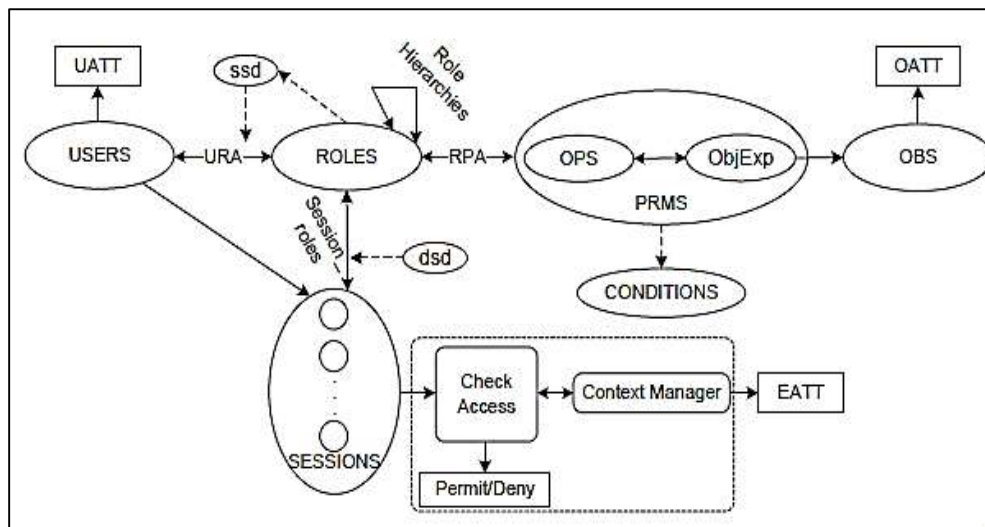 UATT
ssd
Role
Hierarchies
OATT
USERS
URA
ROLES
RPA
OPS
ObjExp
OBS
PRMS
Session_
roles
dsd
CONDITIONS
Check
Access
Context Manager
EATT
SESSIONS
Permit/Deny